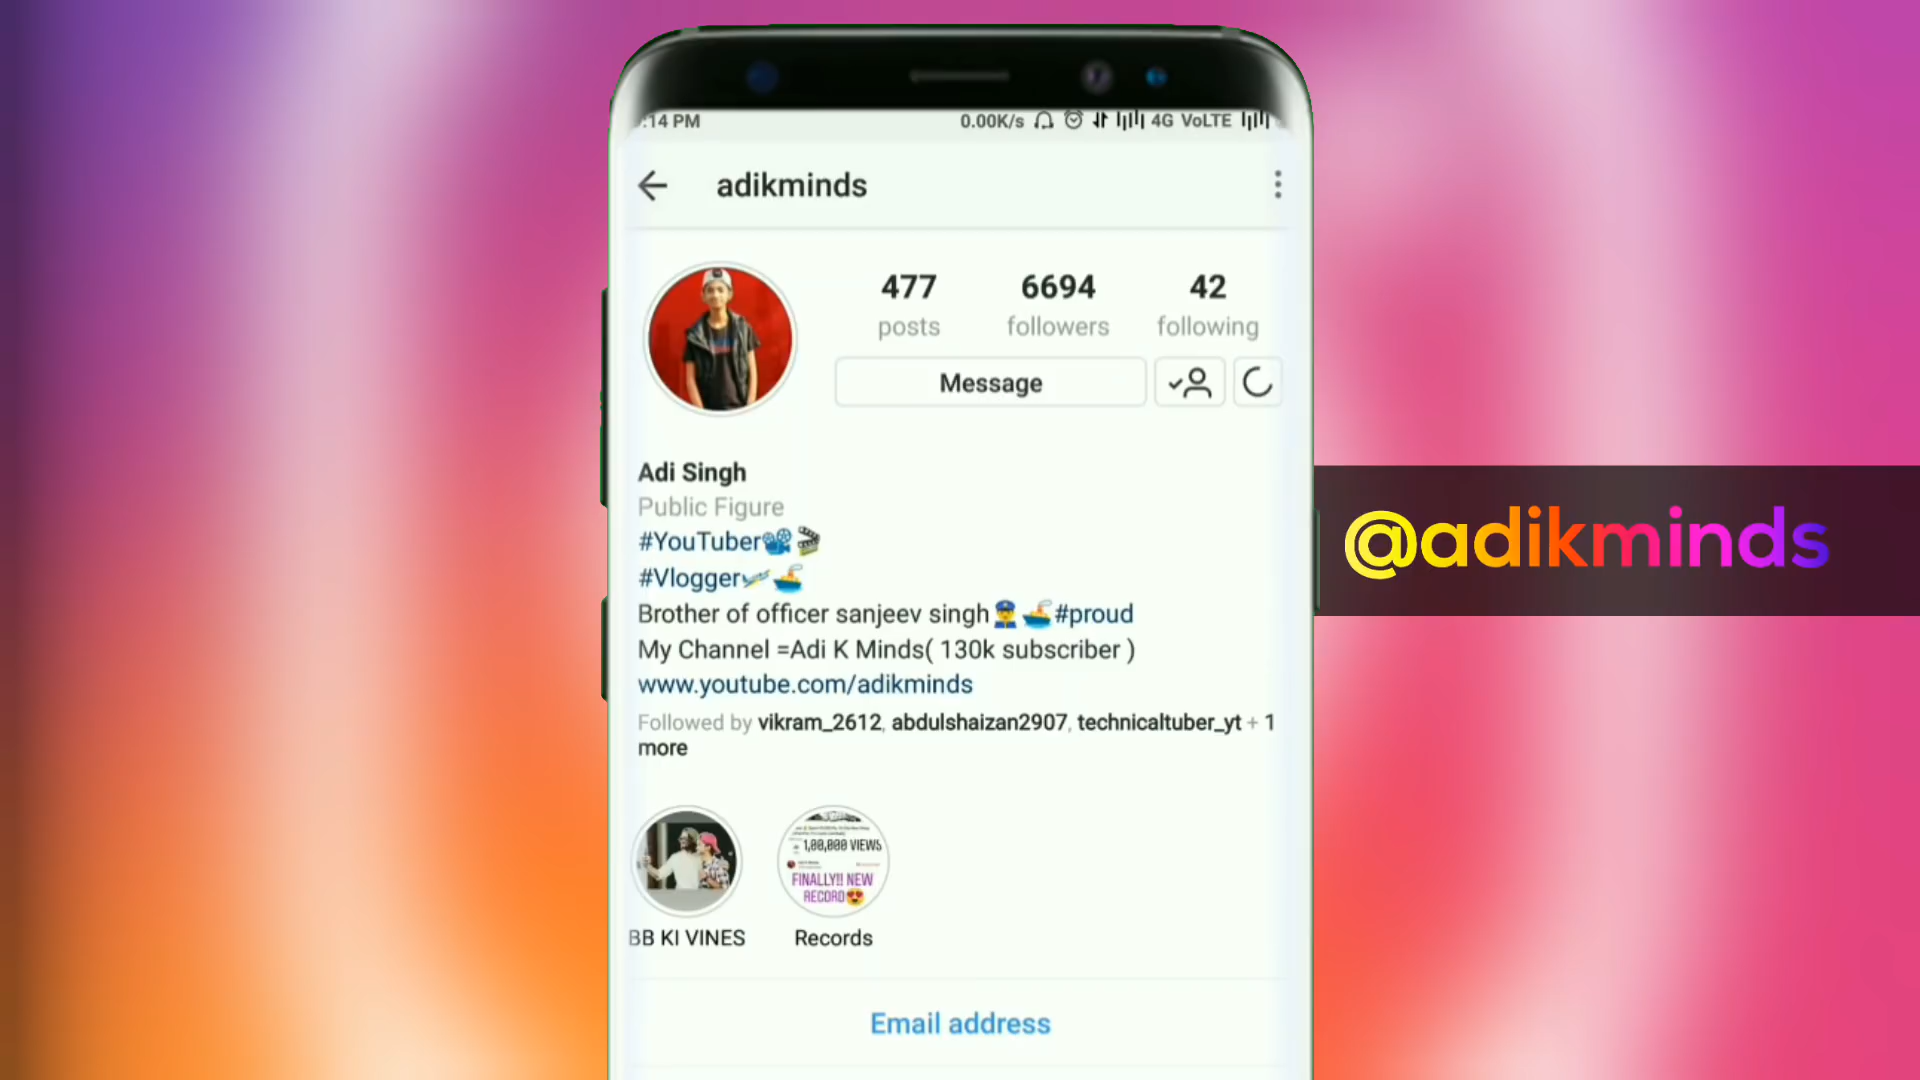 :14 PM 0.00K/s 4G VoLTE
adikminds
477 6694 42
posts followers following
Message
Adi Singh
Public Figure
#YouTuber📽🎬
#Vlogger🛩🚢
Brother of officer sanjeev singh👮🚢#proud
My Channel =Adi K Minds( 130k subscriber )
www.youtube.com/adikminds
Followed by vikram_2612, abdulshaizan2907, technicaltuber_yt + 1
more
1,00,000 VIEWS
FINALLY!! NEW
RECORD😍
BB KI VINES Records
Email address
@adikminds